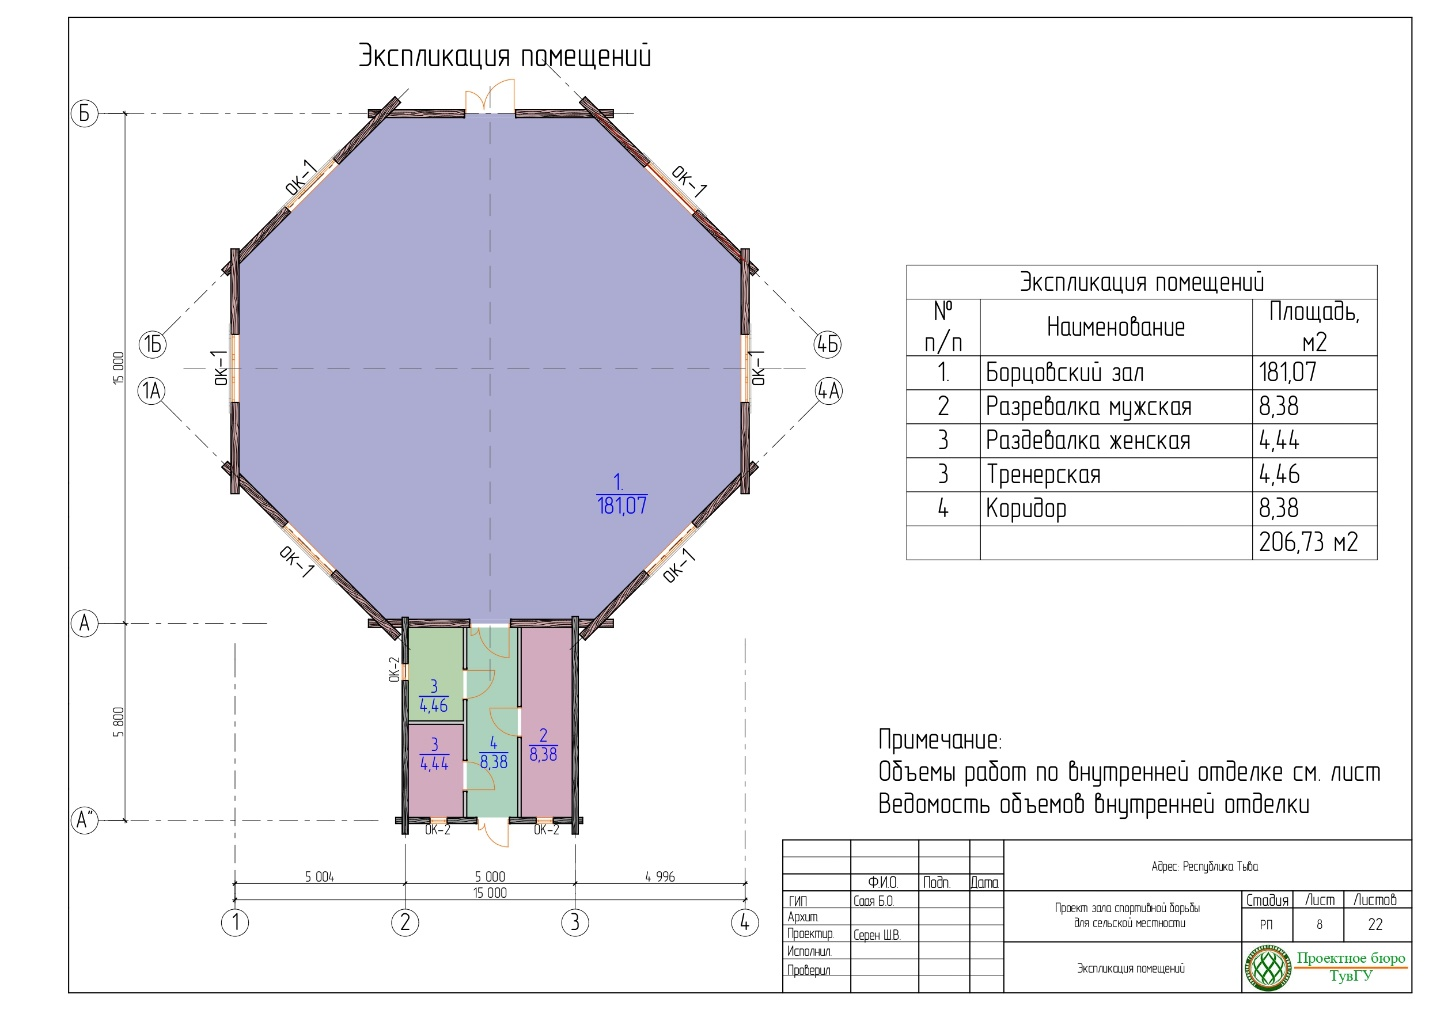 Экспликация помещений
Б
ОК-1
ОК-1
1Б
4Б
15 000
ОК-1
ОК-1
1А
4А
1.
181,07
ОК-1
ОК-1
А
ОК-2
3
4,46
5 800
3
4,44
4
8,38
2
8,38
А"
ОК-2
ОК-2
5 004
5 000
4 996
15 000
1
2
3
4
Экспликация помещений
№ п/п
Наименование
Площадь, м2
1. Борцовский зал 181,07
2 Разревалка мужская 8,38
3 Раздевалка женская 4,44
3 Тренерская 4,46
4 Коридор 8,38
206,73 м2
Примечание:
Объемы работ по внутренней отделке см. лист
Ведомость объемов внутренней отделки
Адрес: Республика Тыва
Ф.И.О. Подп. Дата
ГИП Саая Б.О.
Архит.
Проектир. Серен Ш.В.
Исполнил.
Проверил
Проект зала спортивной борьбы
для сельской местности
Стадия Лист Листов
РП 8 22
Экспликация помещений
Проектное бюро
ТувГУ